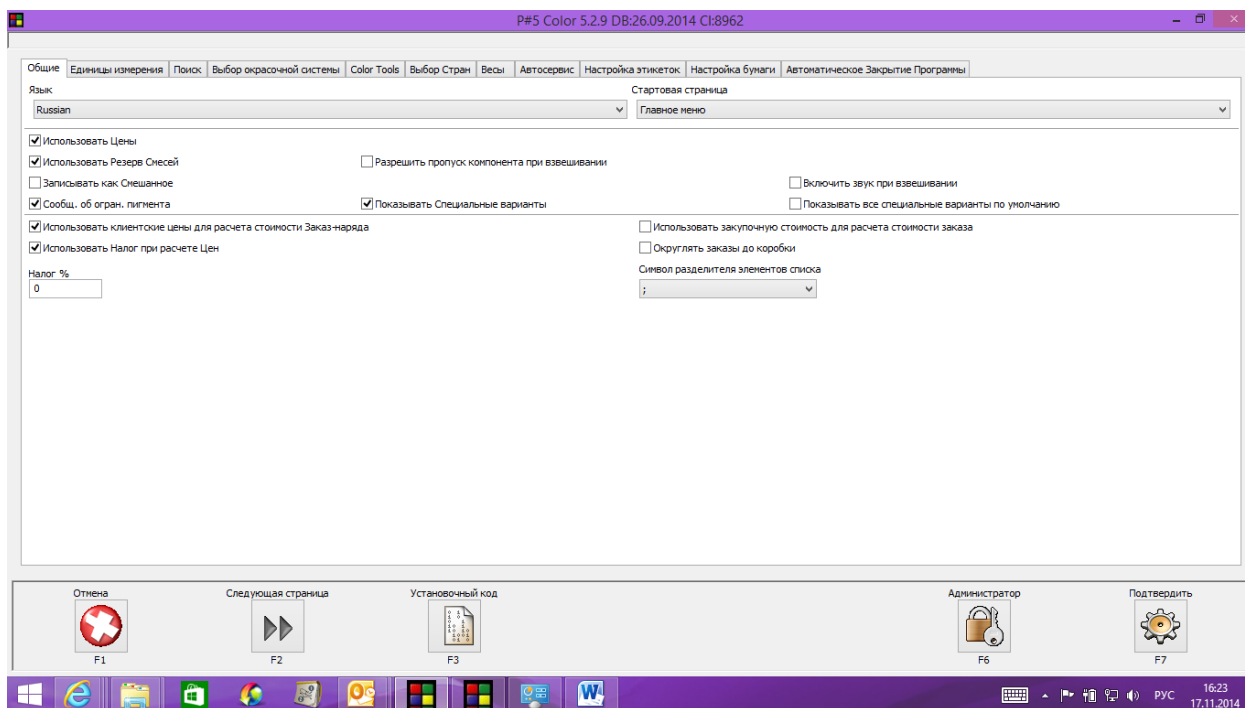 P#5 Color 5.2.9 DB:26.09.2014 CI:8962
Общие Единицы измерения Поиск Выбор окрасочной системы Color Tools Выбор Стран Весы Автосервис Настройка этикеток Настройка бумаги Автоматическое Закрытие Программы
Язык Стартовая страница
Russian Главное меню
Использовать Цены
Использовать Резерв Смесей Разрешить пропуск компонента при взвешивании
Записывать как Смешанное Включить звук при взвешивании
Сообщ. об огран. пигмента Показывать Специальные варианты Показывать все специальные варианты по умолчанию
Использовать клиентские цены для расчета стоимости Заказ-наряда Использовать закупочную стоимость для расчета стоимости заказа
Использовать Налог при расчете Цен Округлять заказы до коробки
Налог % Символ разделителя элементов списка
0 ;
Отмена Следующая страница Установочный код Администратор Подтвердить
F1 F2 F3 F6 F7
РУС 16:23
17.11.2014